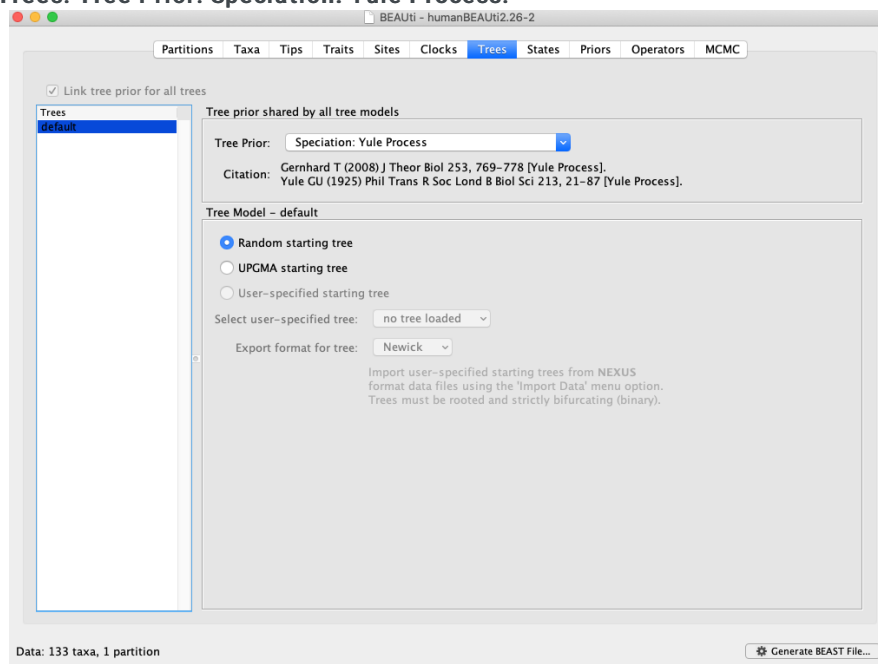 Trees: Tree Prior: Speciation: Yule Process.
BEAUti - humanBEAUti2.26-2
Partitions Taxa Tips Traits Sites Clocks Trees States Priors Operators MCMC
Link tree prior for all trees
Trees
default
Tree prior shared by all tree models
Tree Prior: Speciation: Yule Process
Citation: Gernhard T (2008) J Theor Biol 253, 769-778 [Yule Process].
Yule GU (1925) Phil Trans R Soc Lond B Biol Sci 213, 21-87 [Yule Process].
Tree Model - default
Random starting tree
UPGMA starting tree
User-specified starting tree
Select user-specified tree: no tree loaded
Export format for tree: Newick
Import user-specified starting trees from NEXUS
format data files using the 'Import Data' menu option.
Trees must be rooted and strictly bifurcating (binary).
Data: 133 taxa, 1 partition
Generate BEAST File...